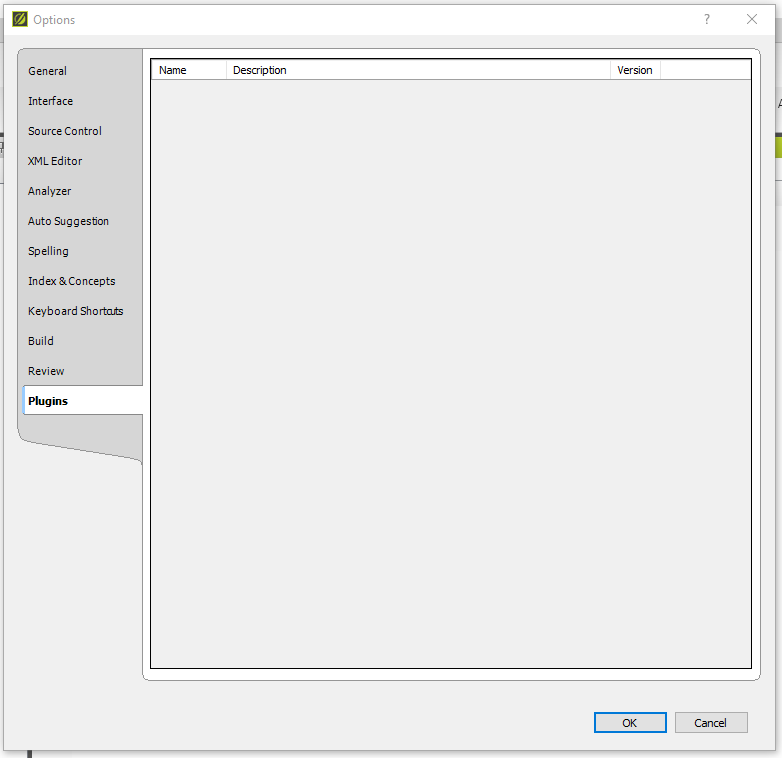 Options
?
General
Interface
Source Control
XML Editor
Analyzer
Auto Suggestion
Spelling
Index & Concepts
Keyboard Shortcuts
Build
Review
Plugins
Name Description Version
OK Cancel